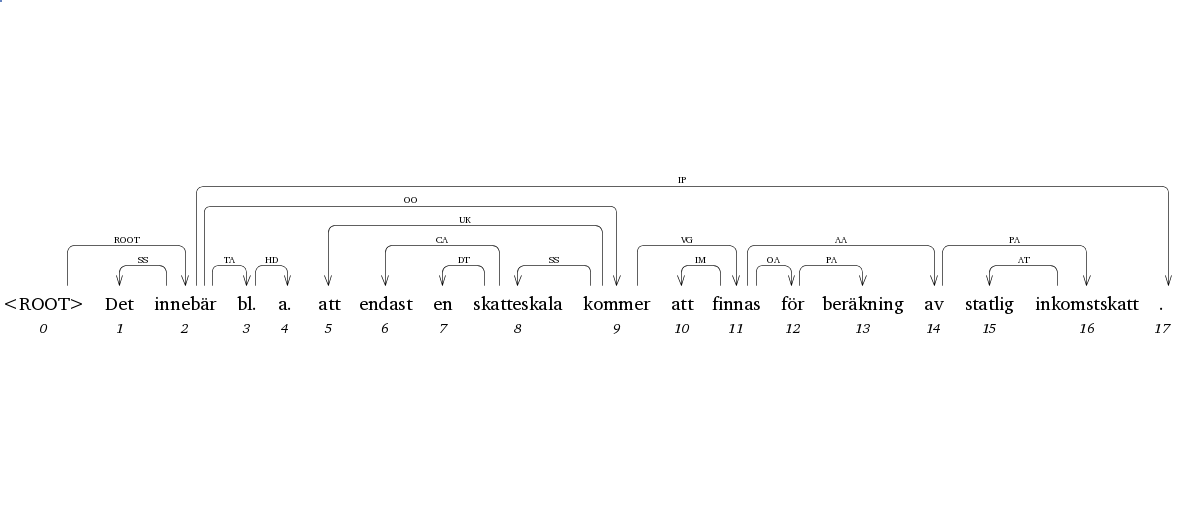 IP
OO
UK
ROOT CA VG AA PA
SS TA HD DT SS IM OA PA AT
<ROOT> Det innebär bl. a. att endast en skatteskala kommer att finnas för beräkning av statlig inkomstskatt .
0 1 2 3 4 5 6 7 8 9 10 11 12 13 14 15 16 17